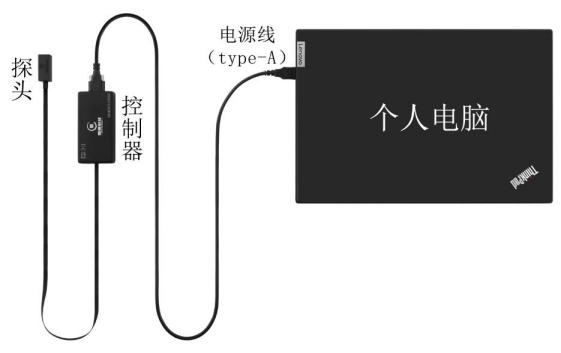 电源线
（type-A）
Lenovo
探头
控制器
个人电脑
ThinkPad